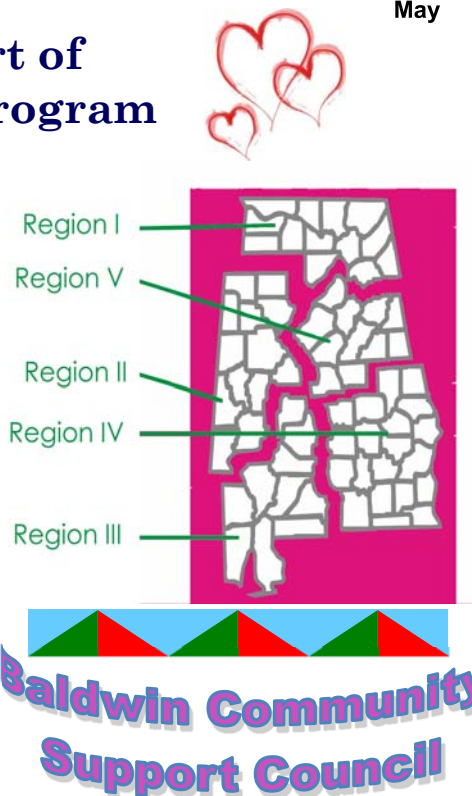 May
rt of
rogram
Region I
Region V
Region II
Region IV
Region III
Baldwin Community
Support Council